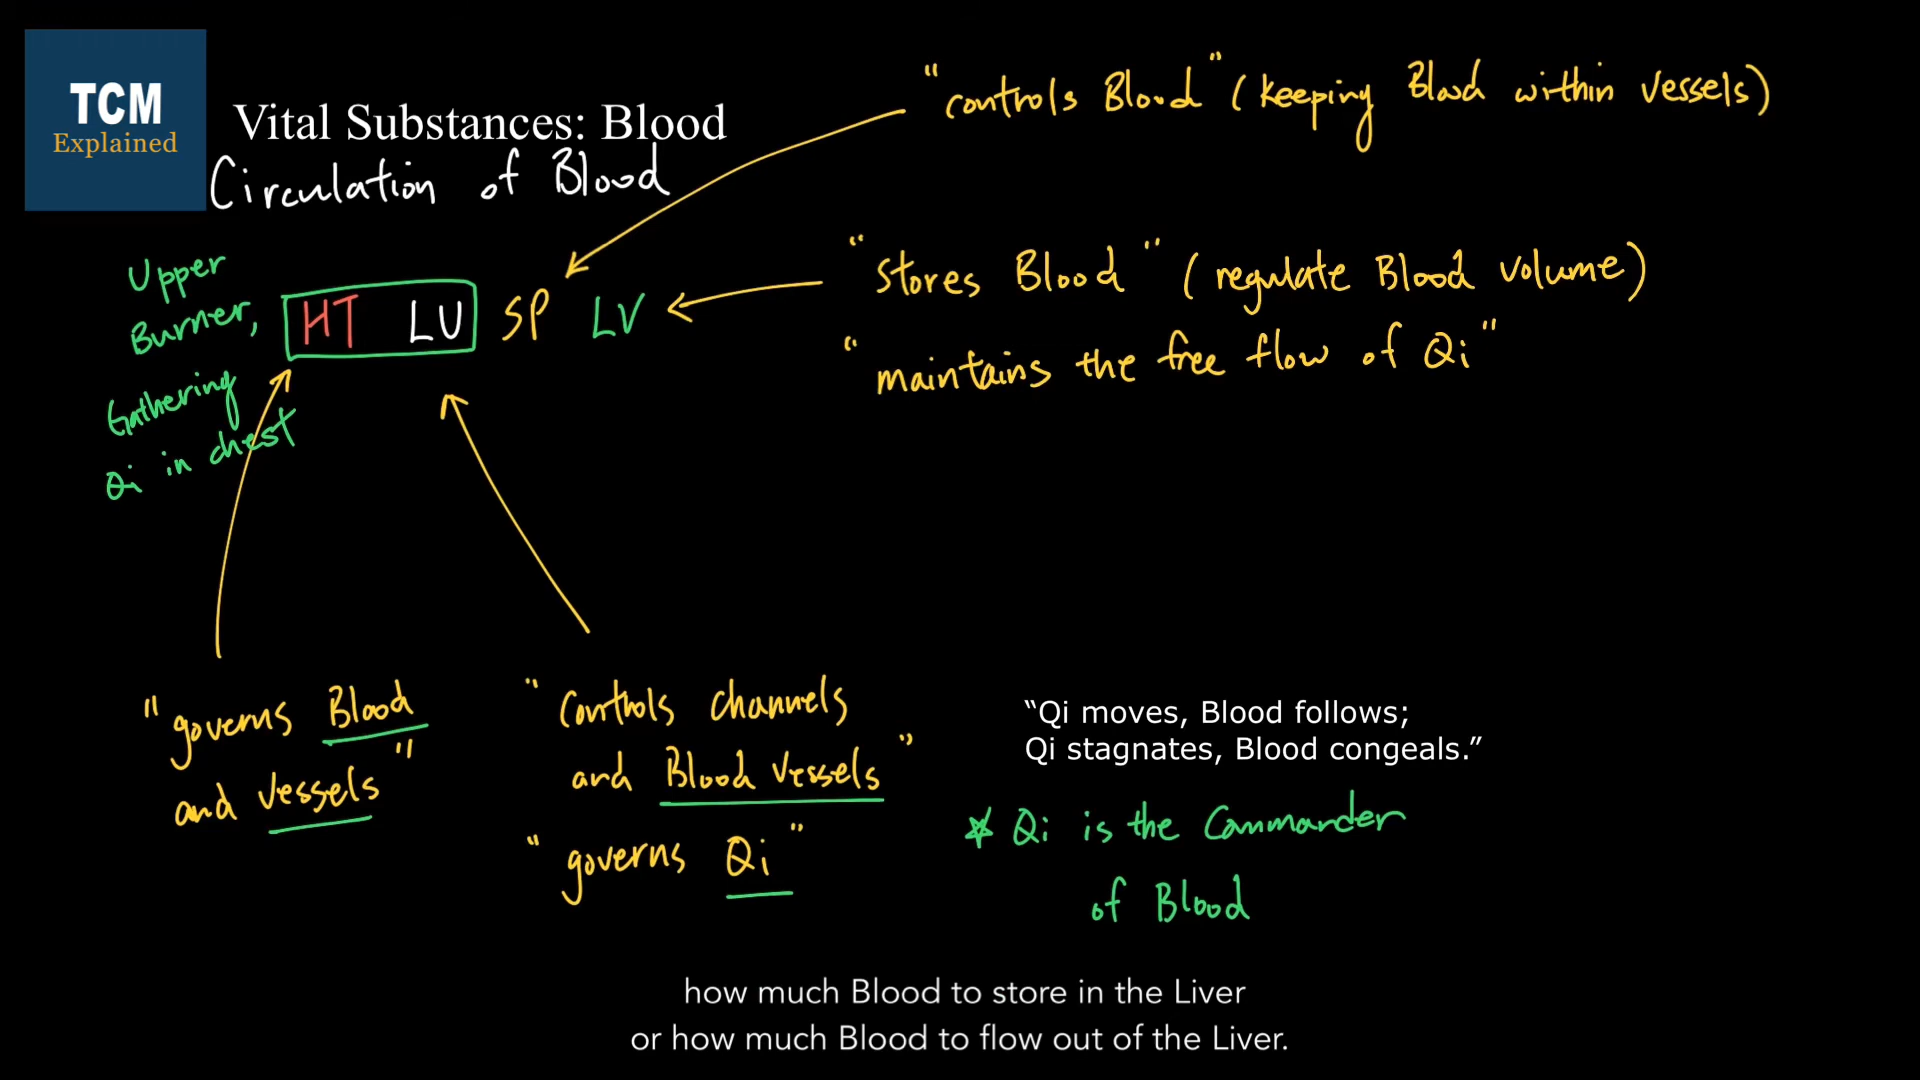 TCM
Explained
Vital Substances: Blood
Circulation of Blood
"controls Blood" (keeping Blood within vessels)
"Stores Blood" (regulate Blood volume)
"maintains the free flow of Qi"
Upper
Burner,
Gathering
Qi in chest
HT LU SP LV
"governs Blood
and vessels"
"controls channels
and Blood vessels"
"governs Qi"
“Qi moves, Blood follows;
Qi stagnates, Blood congeals.”
* Qi is the Commander
of Blood
how much Blood to store in the Liver
or how much Blood to flow out of the Liver.